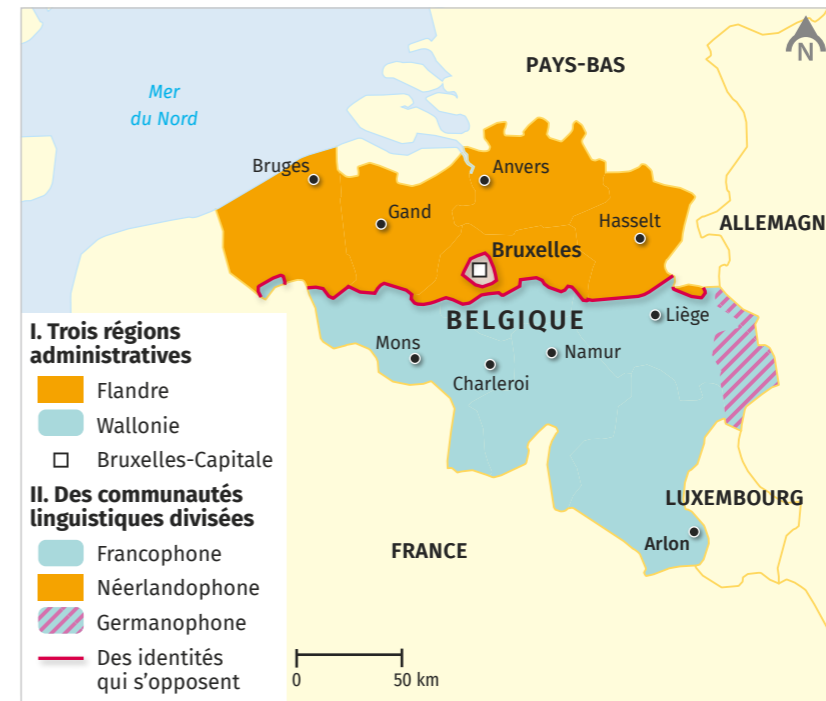 N
PAYS-BAS
Mer
du Nord
Bruges
Anvers
Gand
Hasselt
ALLEMAGN
Bruxelles
BELGIQUE
Liège
Mons
Namur
Charleroi
LUXEMBOURG
FRANCE
Arlon
I. Trois régions
administratives
Flandre
Wallonie
Bruxelles-Capitale
II. Des communautés
linguistiques divisées
Francophone
Néerlandophone
Germanophone
Des identités
qui s'opposent
0 50 km